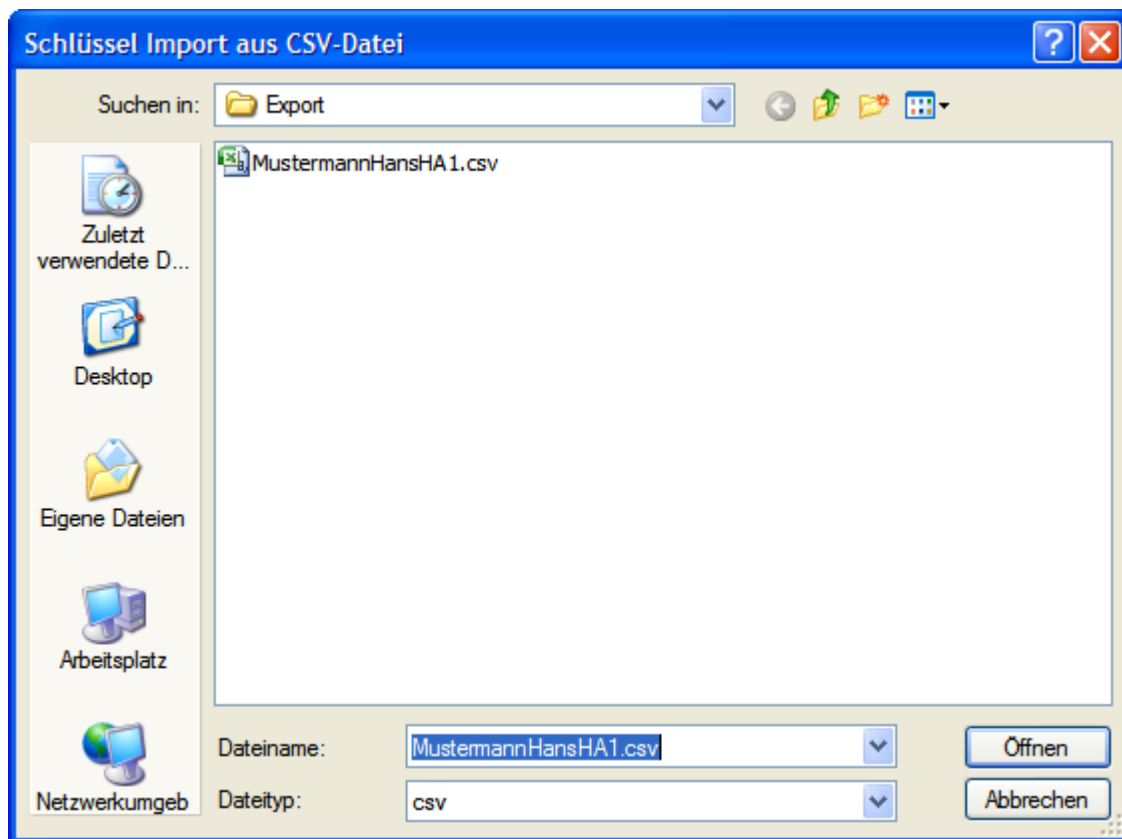 Schlüssel Import aus CSV-Datei
Suchen in:
Export
MustermannHansHA1.csv
Zuletzt
verwendete D...
Desktop
Eigene Dateien
Arbeitsplatz
Netzwerkumgeb
Dateiname:
MustermannHansHA1.csv
Öffnen
Dateityp:
csv
Abbrechen